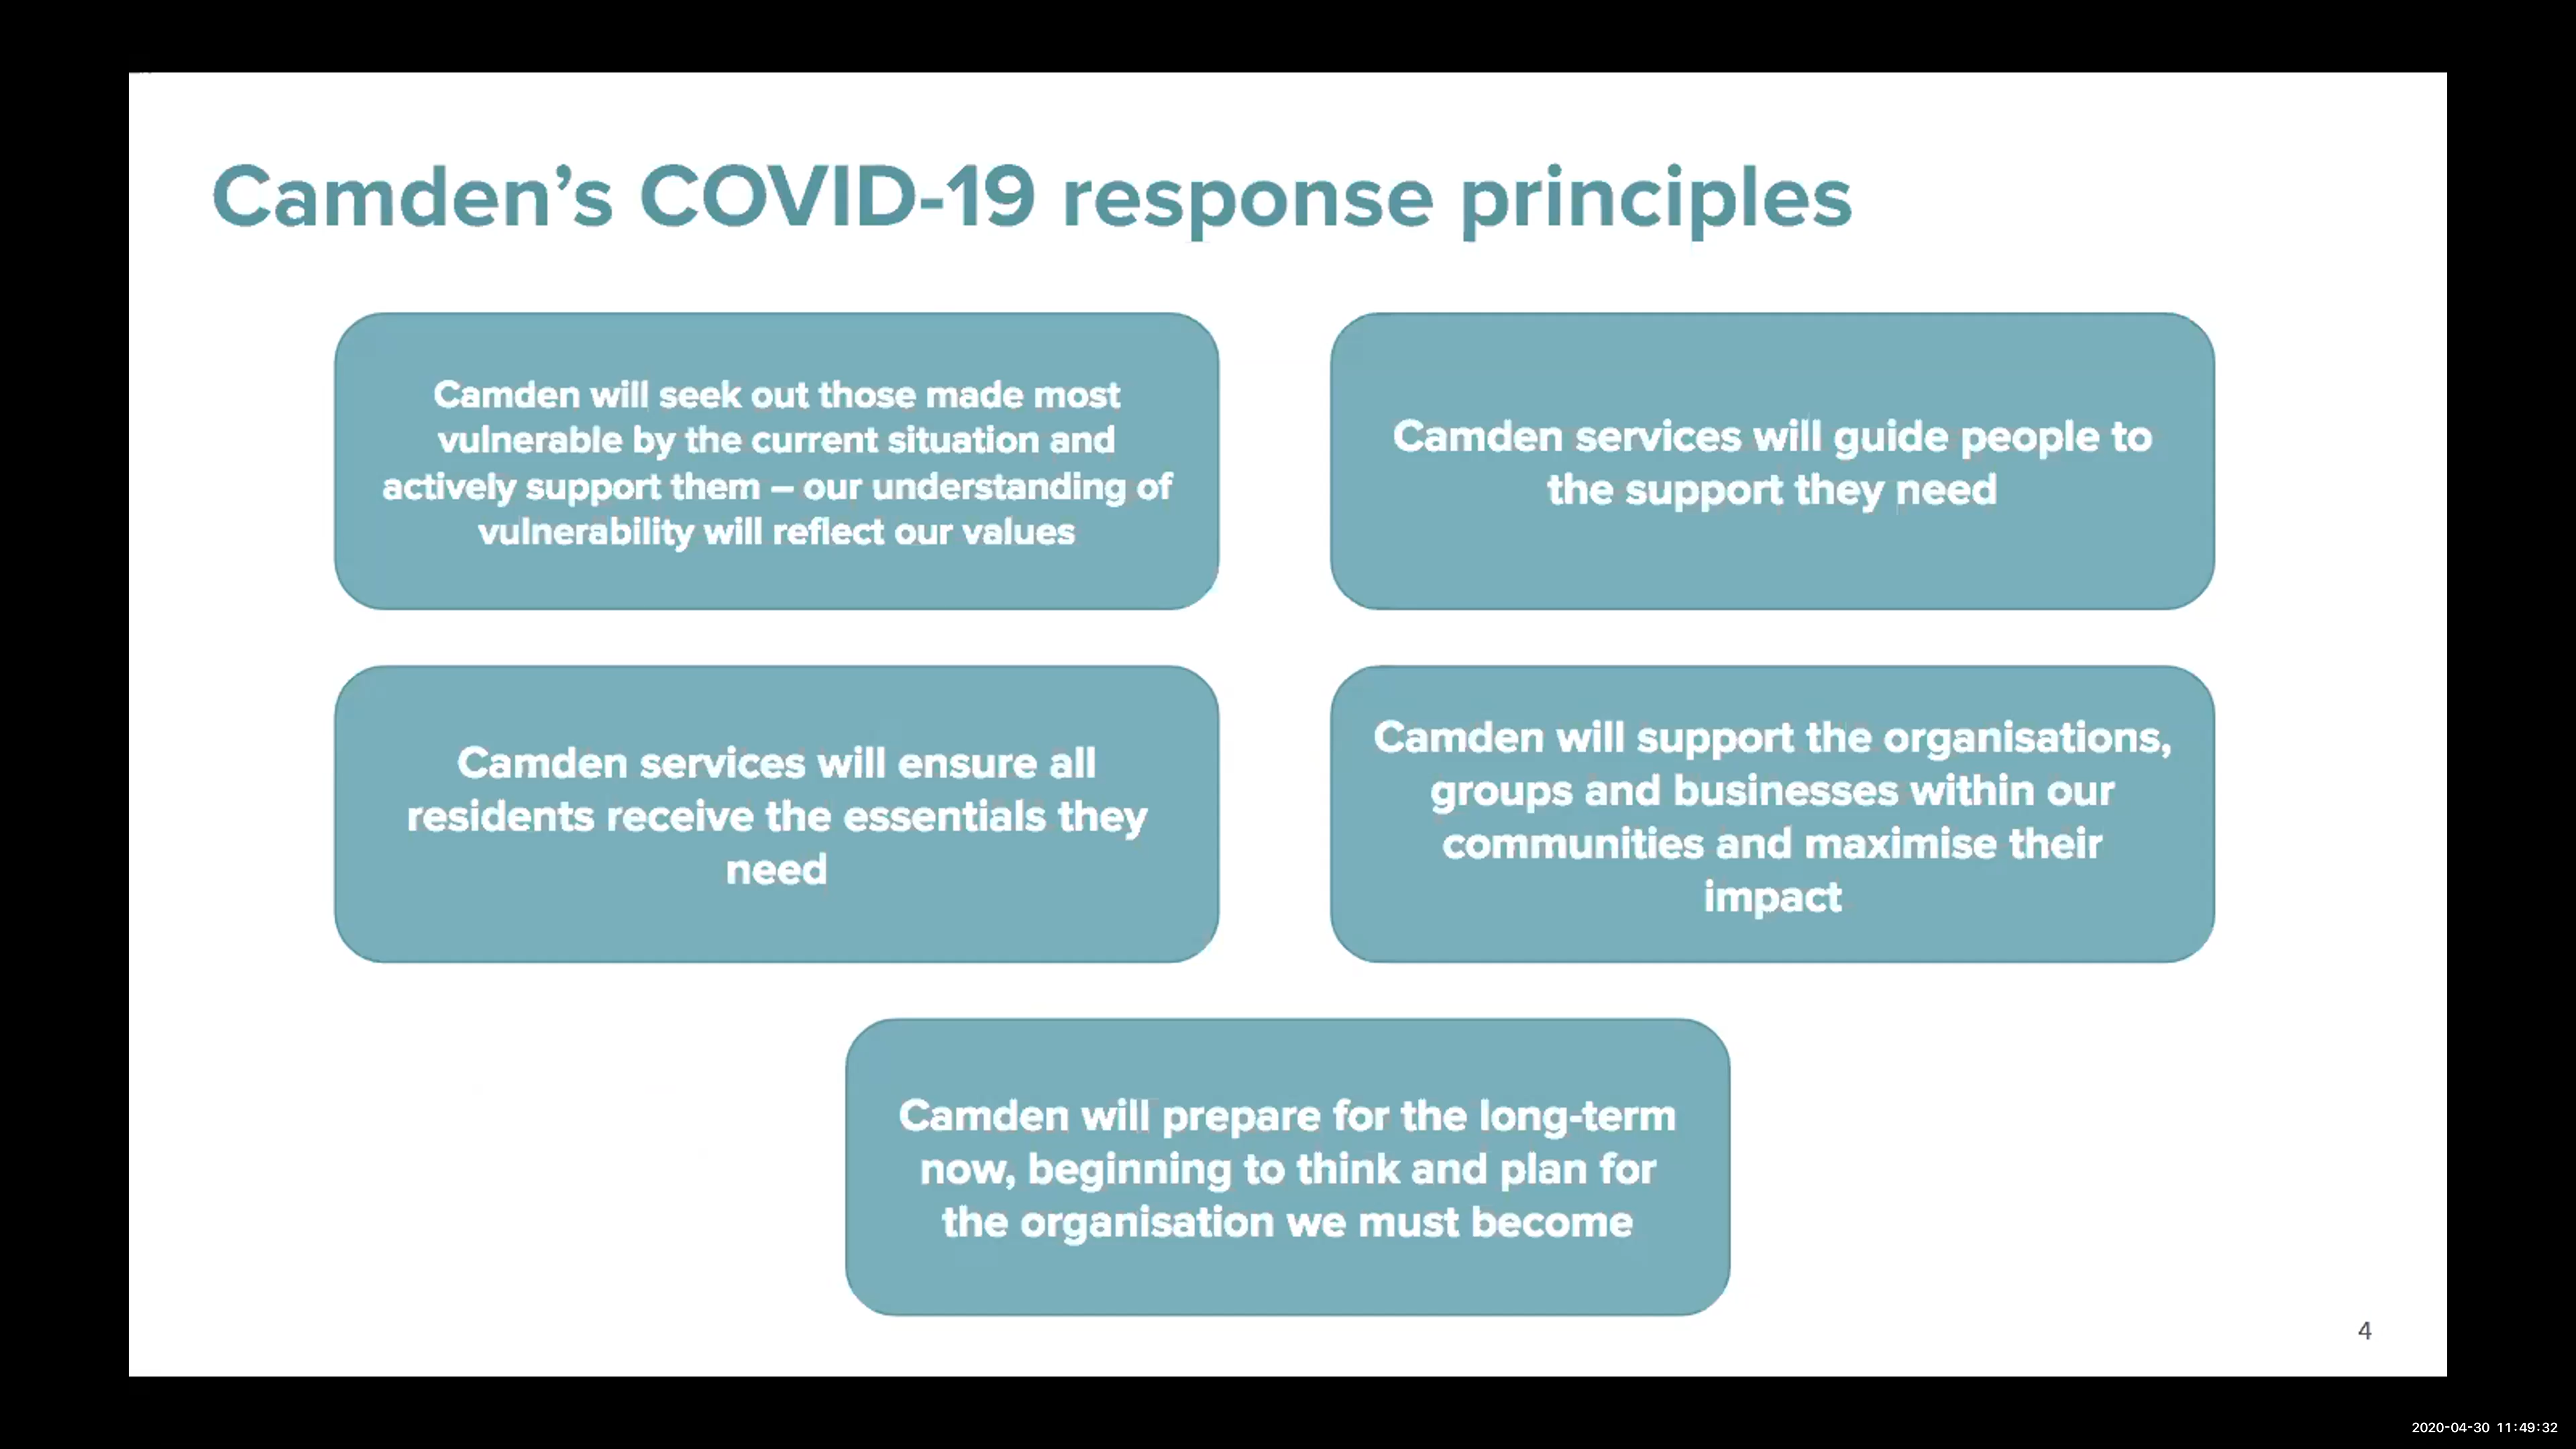 Camden’s COVID-19 response principles
Camden will seek out those made most
vulnerable by the current situation and
actively support them – our understanding of
vulnerability will reflect our values
Camden services will guide people to
the support they need
Camden services will ensure all
residents receive the essentials they
need
Camden will support the organisations,
groups and businesses within our
communities and maximise their
impact
Camden will prepare for the long-term
now, beginning to think and plan for
the organisation we must become
4
2020-04-30 11:49:32